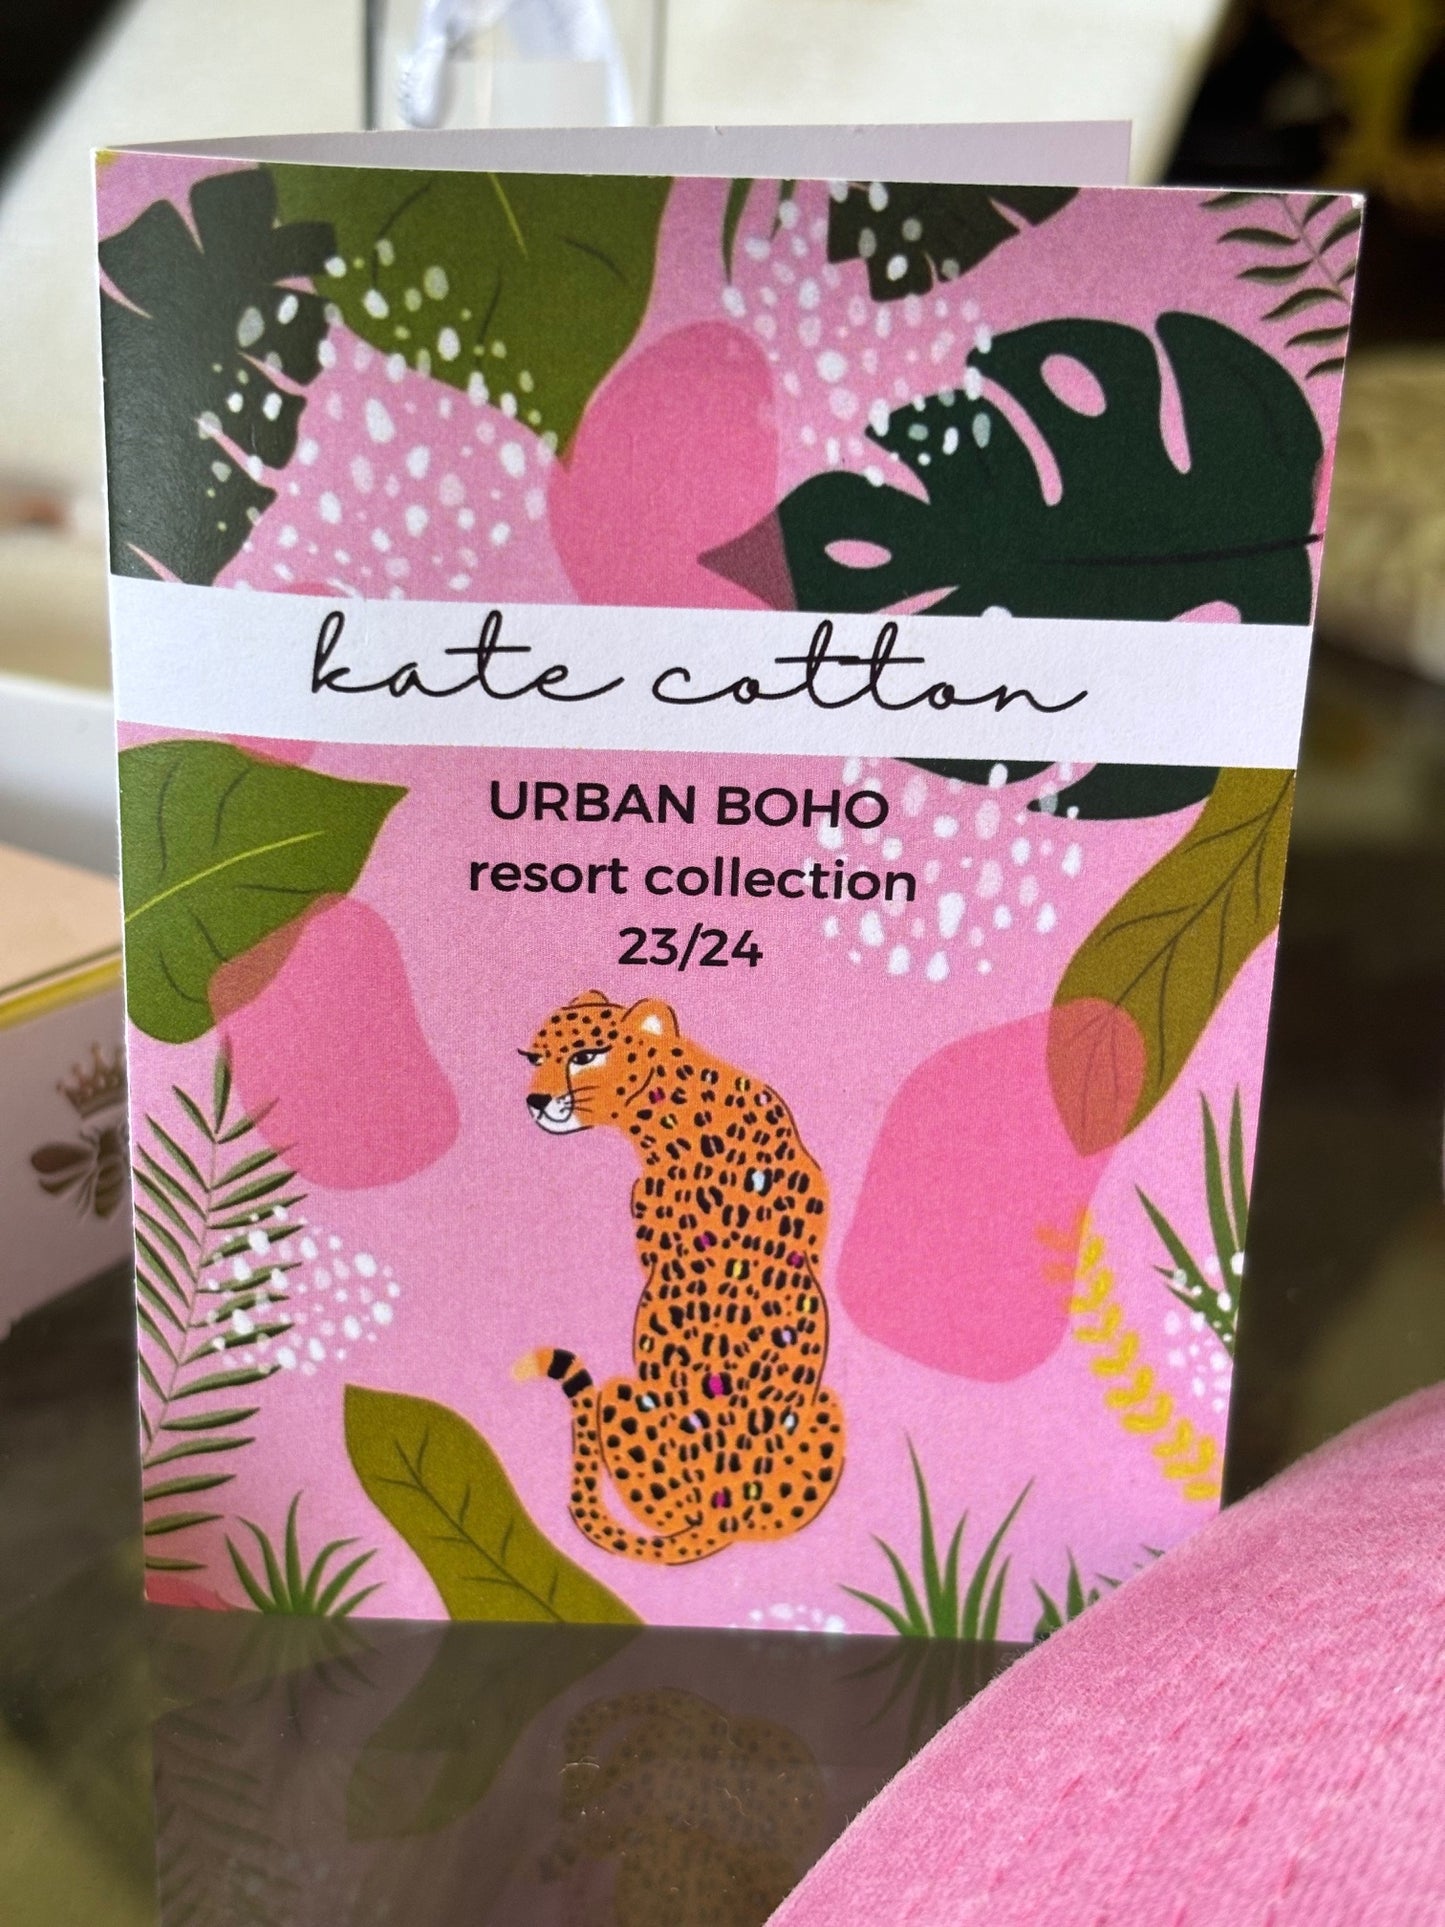 kate cotton
URBAN BOHO
resort collection
23/24